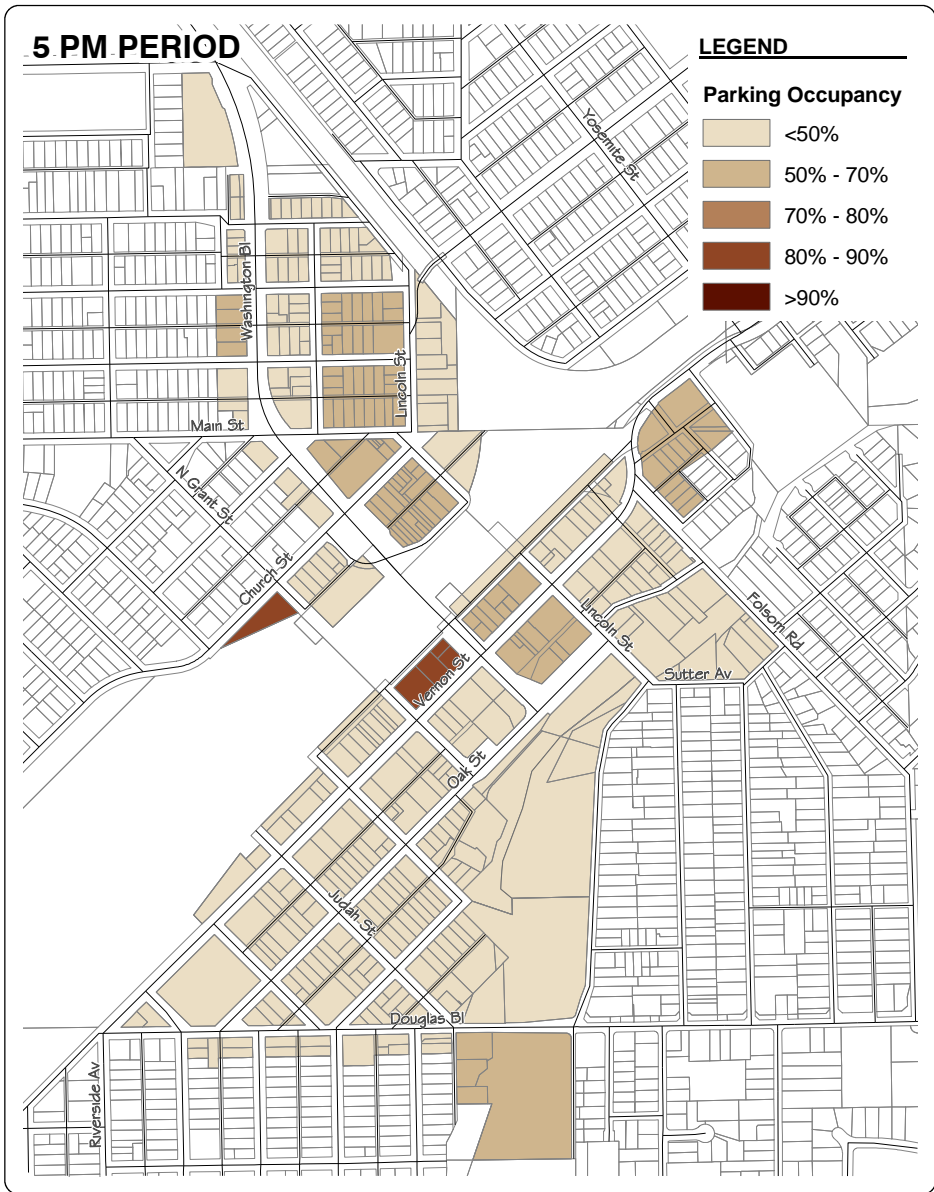 5 PM PERIOD
LEGEND
Parking Occupancy
<50%
50% - 70%
70% - 80%
80% - 90%
>90%
Yosemite St
Washington Bl
Lincoln St
Main St
N Grant St
Church St
Lincoln St
Folsom Rd
Vernon St
Sutter Av
Oak St
Judah St
Douglas Bl
Riverside Av